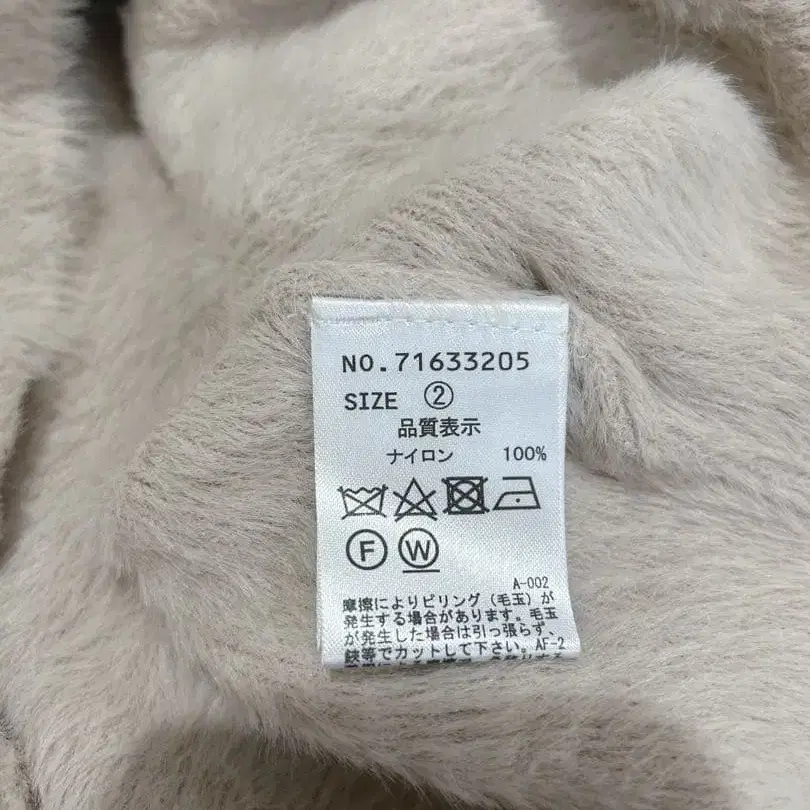 NO.71633205
SIZE ②
品質表示
ナイロン 100%
F W
A-002
摩擦によりピリング(毛玉)が
発生する場合があります。毛玉
が発生した場合は引っ張らず、
鋏等でカットして下さい。AF-2